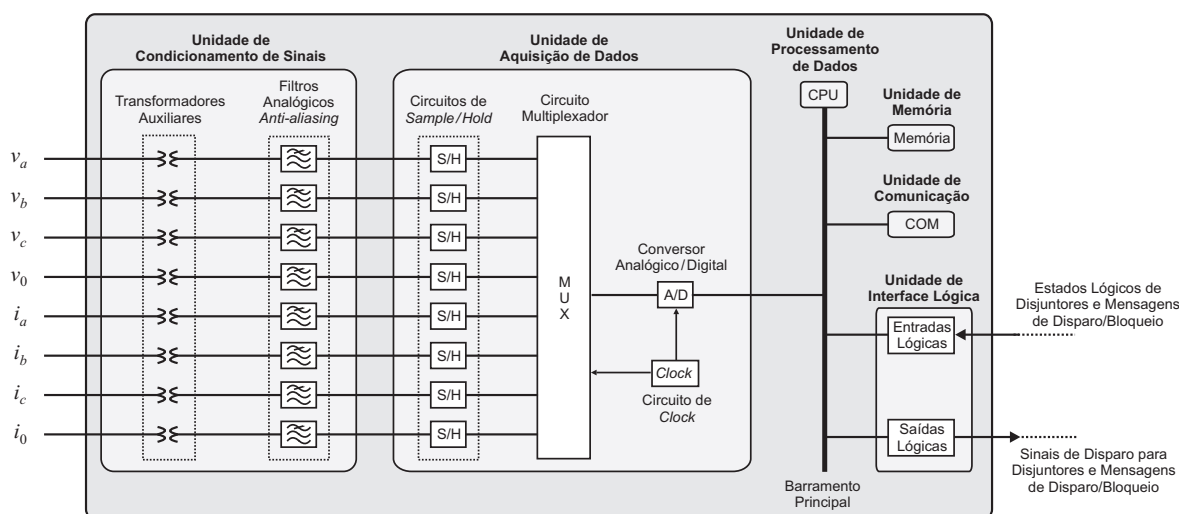 Unidade de
Condicionamento de Sinais
Transformadores
Auxiliares
Filtros
Analógicos
Anti-aliasing
Unidade de
Aquisição de Dados
Circuitos de
Sample/Hold
Circuito
Multiplexador
Unidade de
Processamento
de Dados
CPU
Unidade de
Memória
Memória
Unidade de
Comunicação
COM
v_a
v_b
v_c
v_0
i_a
i_b
i_c
i_0
S/H
S/H
S/H
S/H
S/H
S/H
S/H
S/H
M
U
X
Conversor
Analógico/Digital
A/D
Clock
Circuito de
Clock
Unidade de
Interface Lógica
Entradas
Lógicas
Saídas
Lógicas
Estados Lógicos de
Disjuntores e Mensagens
de Disparo/Bloqueio
Sinais de Disparo para
Disjuntores e Mensagens
de Disparo/Bloqueio
Barramento
Principal